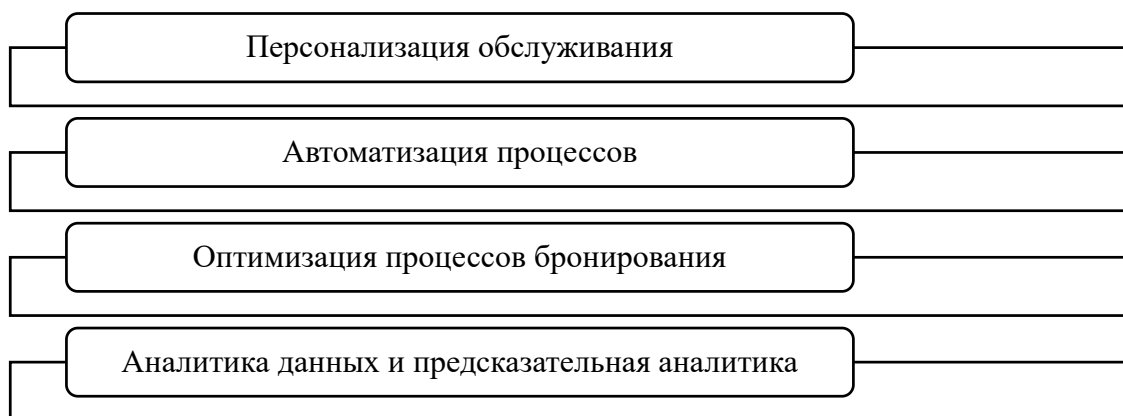 Персонализация обслуживания
Автоматизация процессов
Оптимизация процессов бронирования
Аналитика данных и предсказательная аналитика